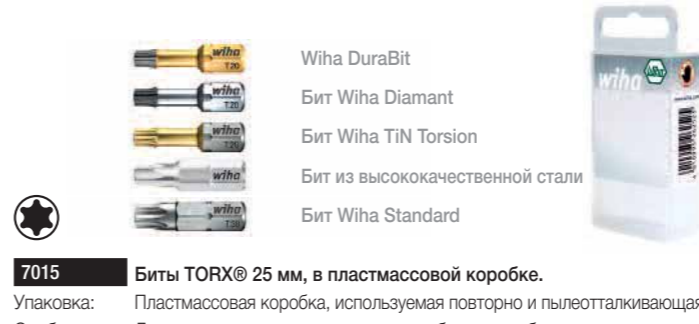 wiha
T20
Wiha DuraBit
wiha
T20
Бит Wiha Diamant
wiha
T20
Бит Wiha TiN Torsion
wiha
Бит из высококачественной стали
wiha
Бит Wiha Standard
wiha
7015 Биты TORX® 25 мм, в пластмассовой коробке.
Упаковка: Пластмассовая коробка, используемая повторно и пылеотталкивающая